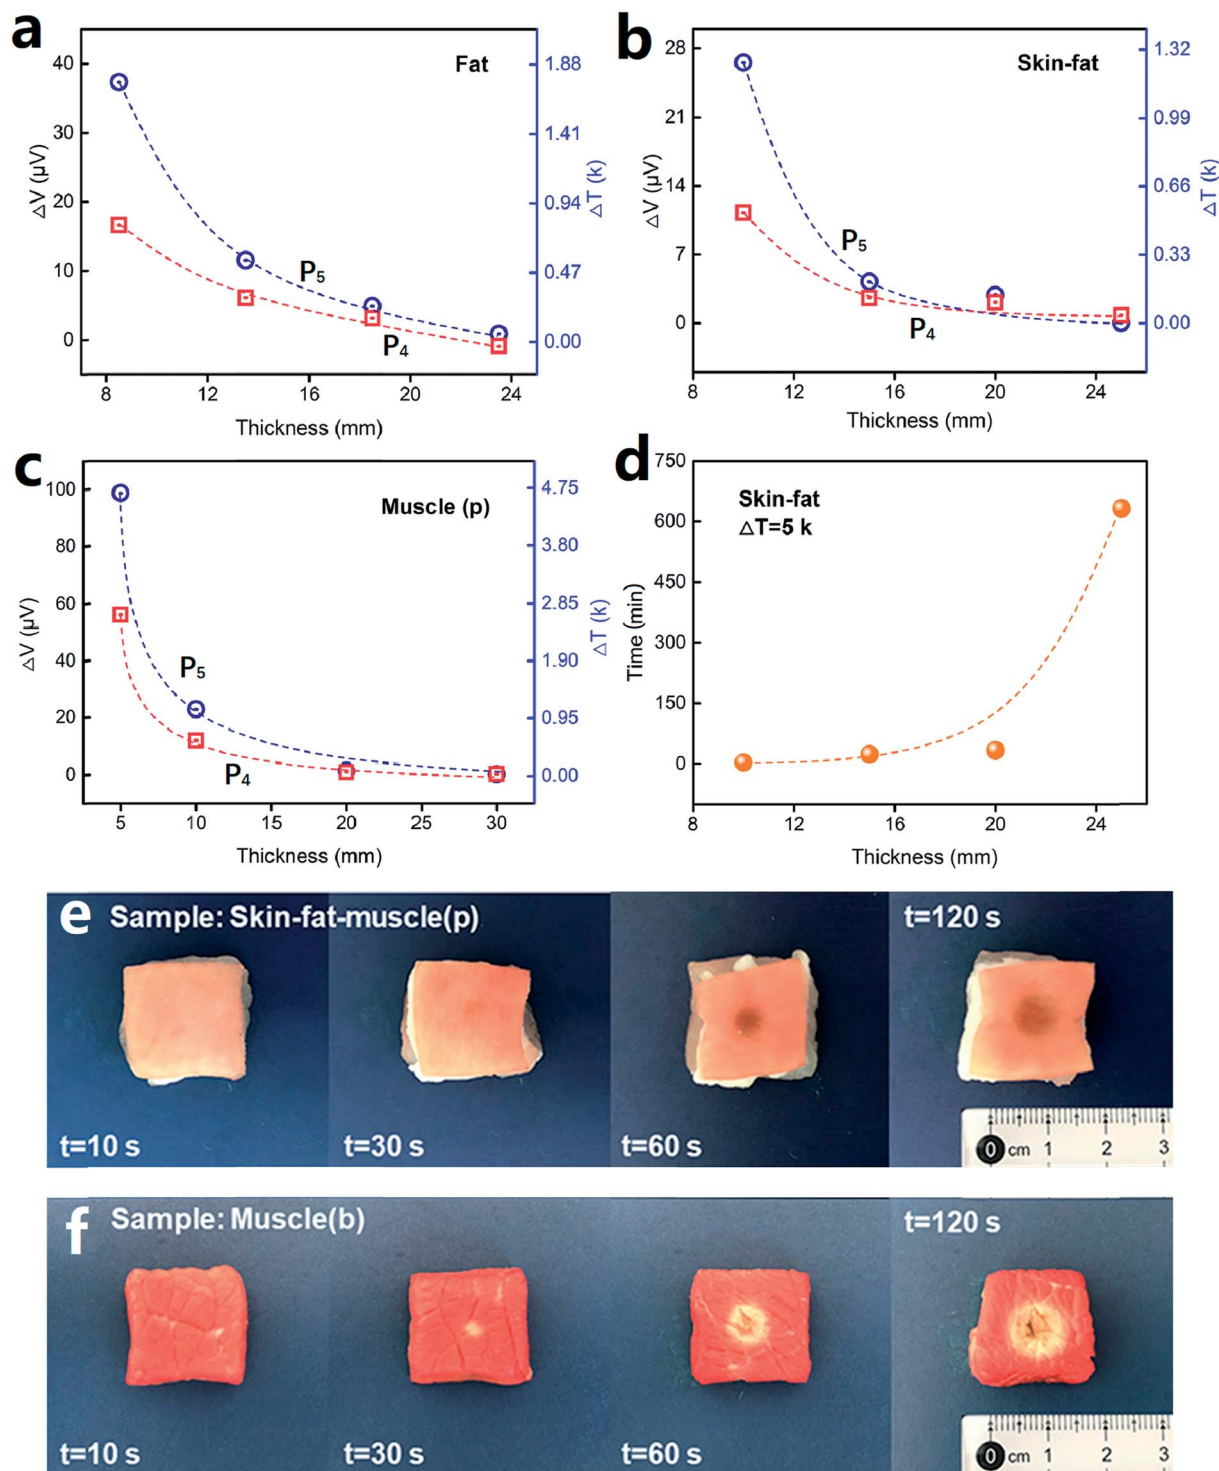 a
Fat
ΔV (μV)
40
30
20
10
0
1.88
1.41
0.94
0.47
0.00
ΔT (k)
P₅
P₄
8 12 16 20 24
Thickness (mm)
b
Skin-fat
ΔV (μV)
28
21
14
7
0
1.32
0.99
0.66
0.33
0.00
ΔT (k)
P₅
P₄
8 12 16 20 24
Thickness (mm)
c
Muscle (p)
ΔV (μV)
100
80
60
40
20
0
4.75
3.80
2.85
1.90
0.95
0.00
ΔT (k)
P₅
P₄
5 10 15 20 25 30
Thickness (mm)
d
Skin-fat
ΔT=5 k
Time (min)
750
600
450
300
150
0
8 12 16 20 24
Thickness (mm)
e Sample: Skin-fat-muscle(p)
t=120 s
t=10 s
t=30 s
t=60 s
0 cm 1 2 3
f Sample: Muscle(b)
t=120 s
t=10 s
t=30 s
t=60 s
0 cm 1 2 3